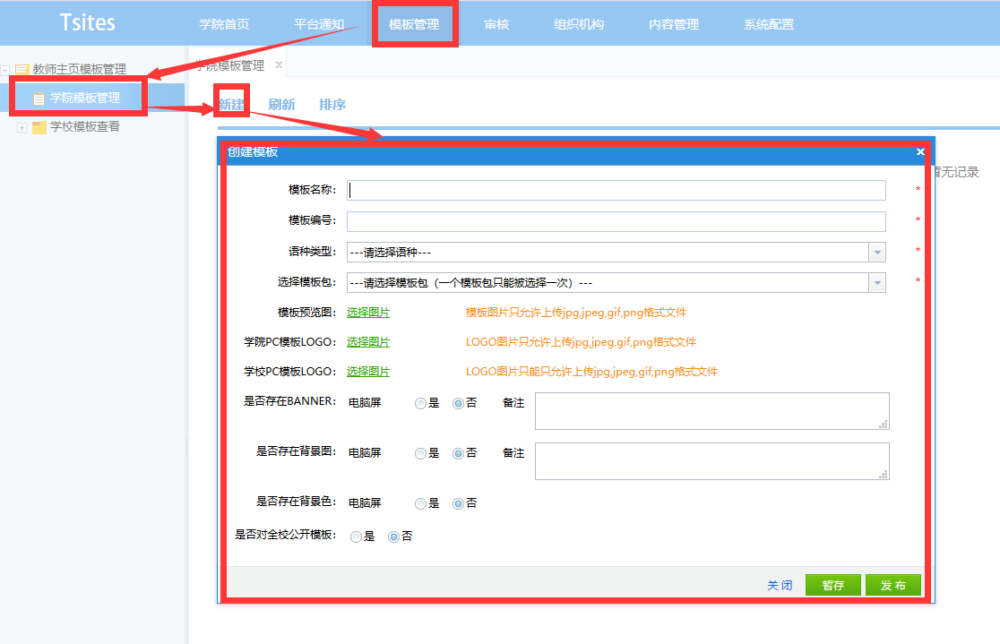 Tsites 学院首页 平台通知 模板管理 审核 组织机构 内容管理 系统配置
教师主页模板管理
学院模板管理
学校模板查看
学院模板管理 x
新建 刷新 排序
暂无记录
创建模板 x
模板名称： *
模板编号： *
语种类型： ---请选择语种--- *
选择模板包： ---请选择模板包（一个模板包只能被选择一次）--- *
模板预览图： 选择图片 模板图片只允许上传jpg,jpeg,gif,png格式文件
学院PC模板LOGO： 选择图片 LOGO图片只允许上传jpg,jpeg,gif,png格式文件
学校PC模板LOGO： 选择图片 LOGO图片只能只允许上传jpg,jpeg,gif,png格式文件
是否存在BANNER： 电脑屏 是 否 备注
是否存在背景图： 电脑屏 是 否 备注
是否存在背景色： 电脑屏 是 否
是否对全校公开模板： 是 否
关 闭 暂存 发 布